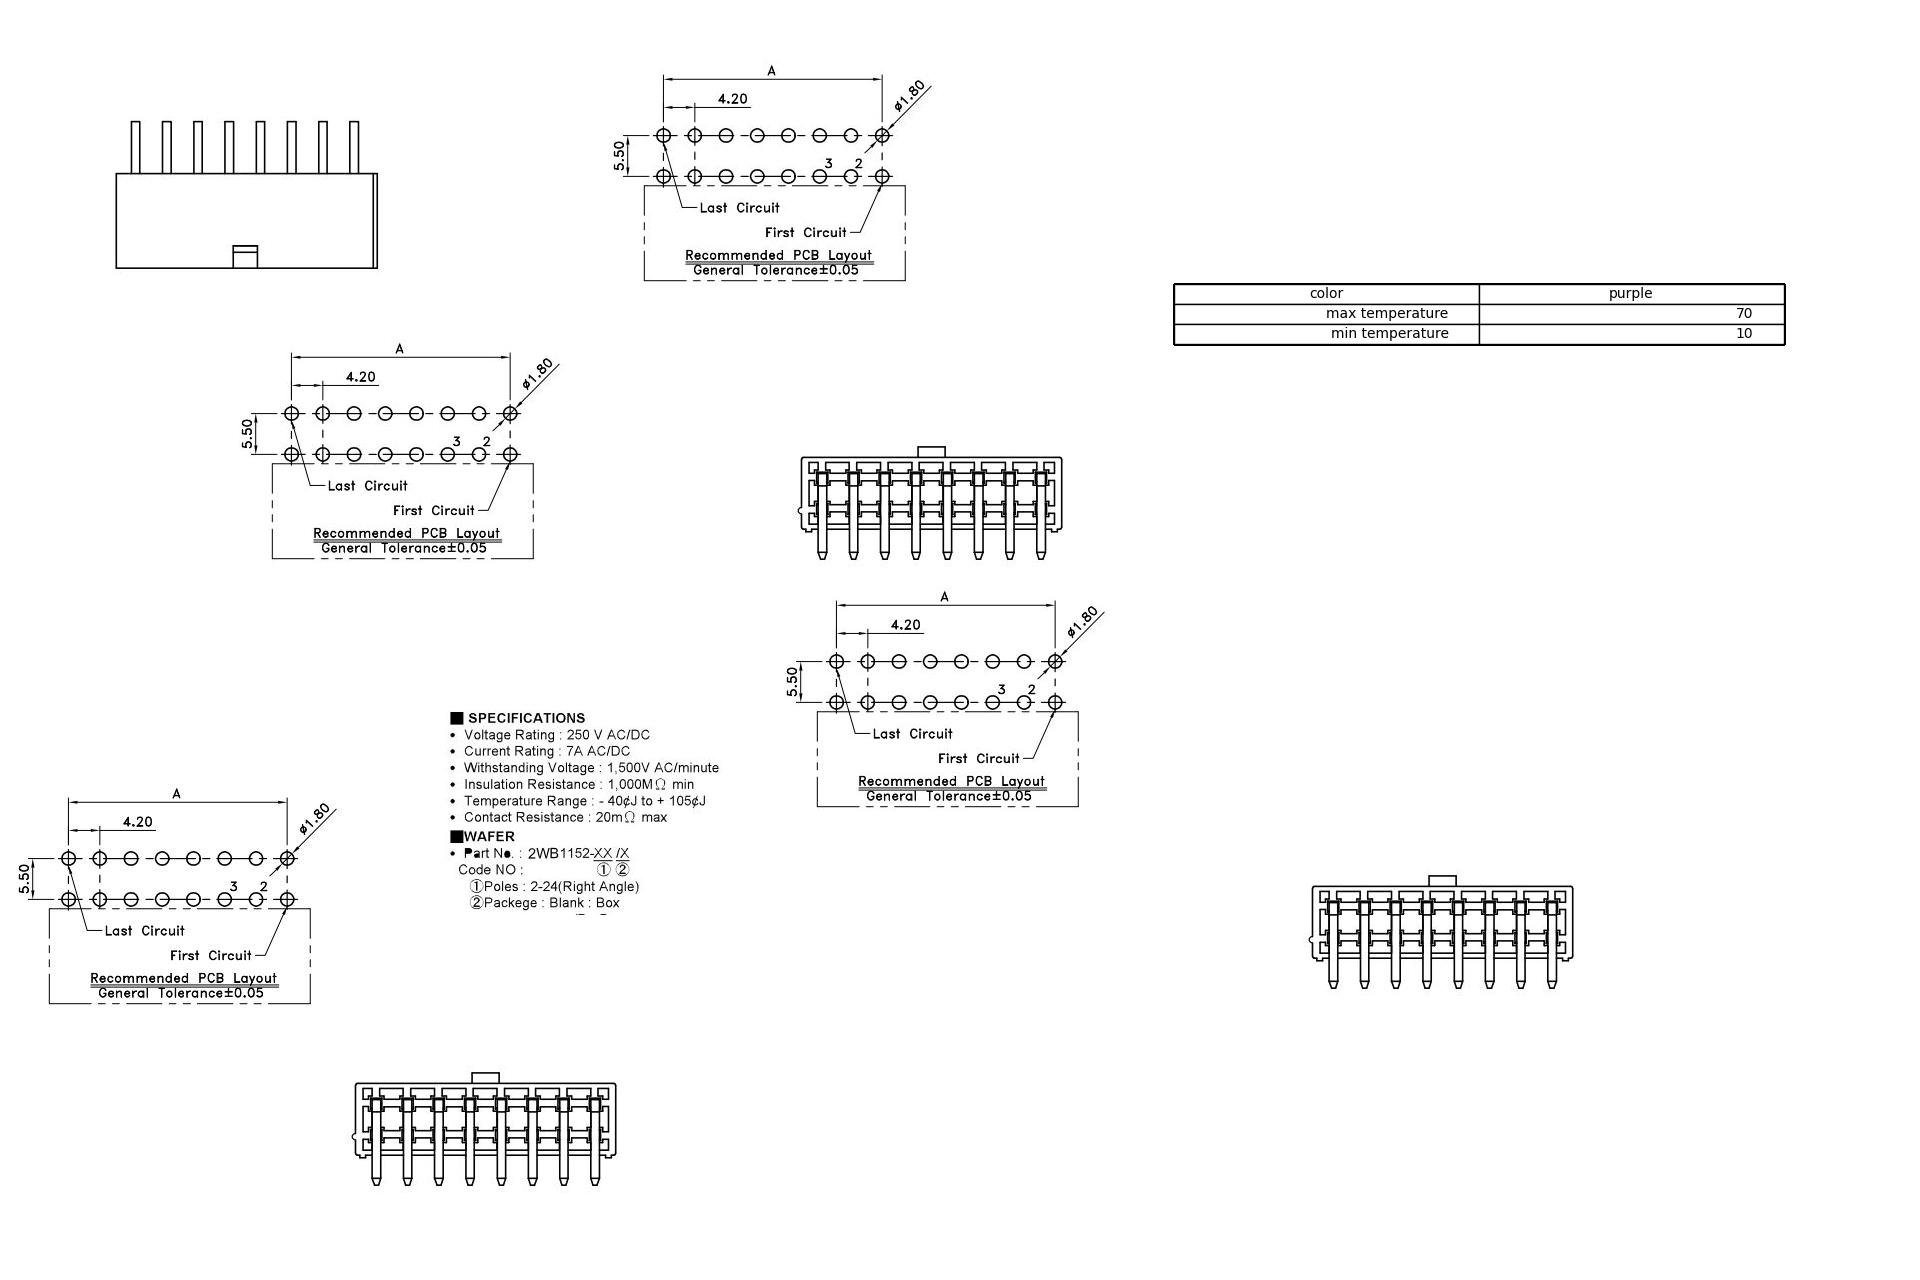 A
4.20
ø1.80
5.50
3 2
Last Circuit
First Circuit
Recommended PCB Layout
General Tolerance±0.05
color purple
max temperature 70
min temperature 10
A
4.20
ø1.80
5.50
3 2
Last Circuit
First Circuit
Recommended PCB Layout
General Tolerance±0.05
A
4.20
ø1.80
5.50
3 2
Last Circuit
First Circuit
Recommended PCB Layout
General Tolerance±0.05
■ SPECIFICATIONS
• Voltage Rating : 250 V AC/DC
• Current Rating : 7A AC/DC
• Withstanding Voltage : 1,500V AC/minute
• Insulation Resistance : 1,000MΩ min
• Temperature Range : - 40¢J to + 105¢J
• Contact Resistance : 20mΩ max
■WAFER
• Part No. : 2WB1152-XX /X
Code NO : ① ②
①Poles : 2-24(Right Angle)
②Packege : Blank : Box
A
4.20
ø1.80
5.50
3 2
Last Circuit
First Circuit
Recommended PCB Layout
General Tolerance±0.05